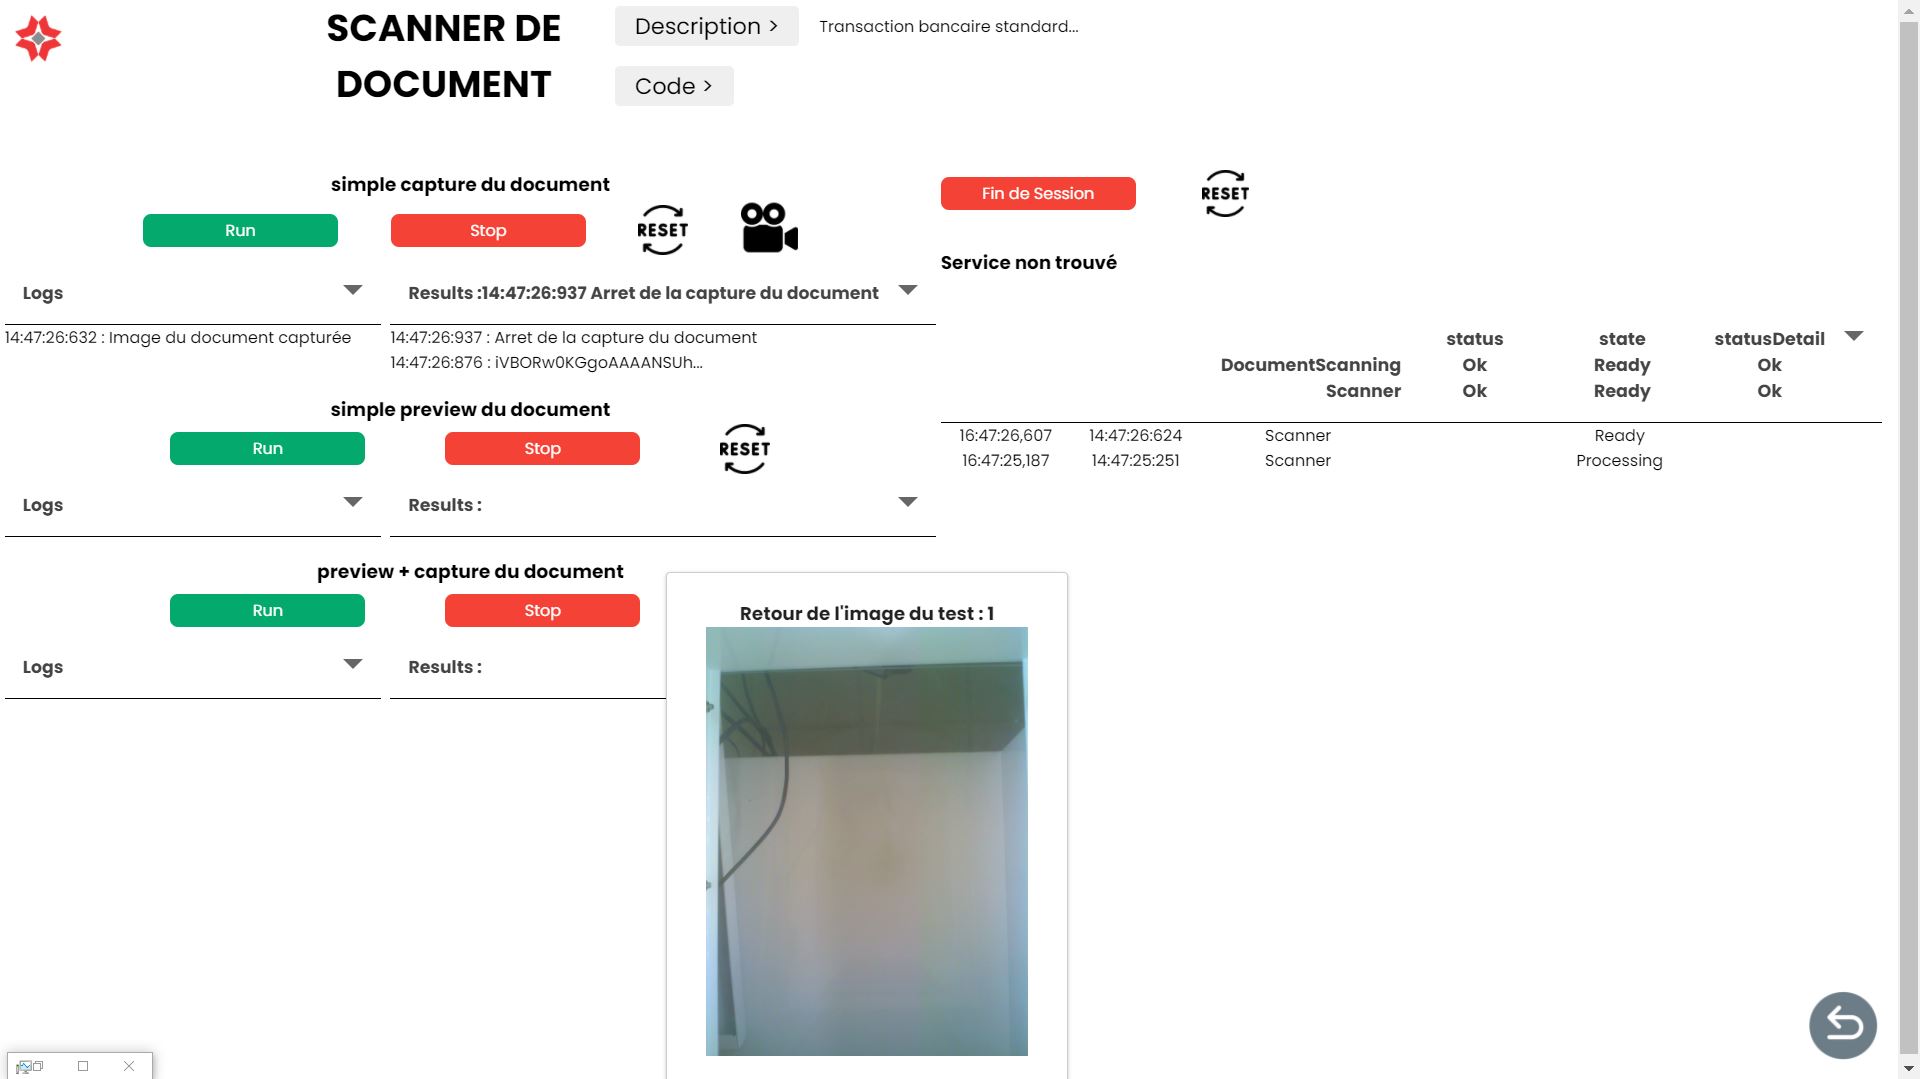 SCANNER DE
DOCUMENT
Description >
Transaction bancaire standard...
Code >
simple capture du document
Run
Stop
RESET
Logs
Results :14:47:26:937 Arret de la capture du document
14:47:26:632 : Image du document capturée
14:47:26:937 : Arret de la capture du document
14:47:26:876 : iVBORw0KGgoAAAANSUh...
simple preview du document
Run
Stop
RESET
Logs
Results :
preview + capture du document
Run
Stop
Logs
Results :
Fin de Session
RESET
Service non trouvé
status state statusDetail
DocumentScanning Ok Ready Ok
Scanner Ok Ready Ok
16:47:26,607 14:47:26:624 Scanner Ready
16:47:25,187 14:47:25:251 Scanner Processing
Retour de l'image du test : 1